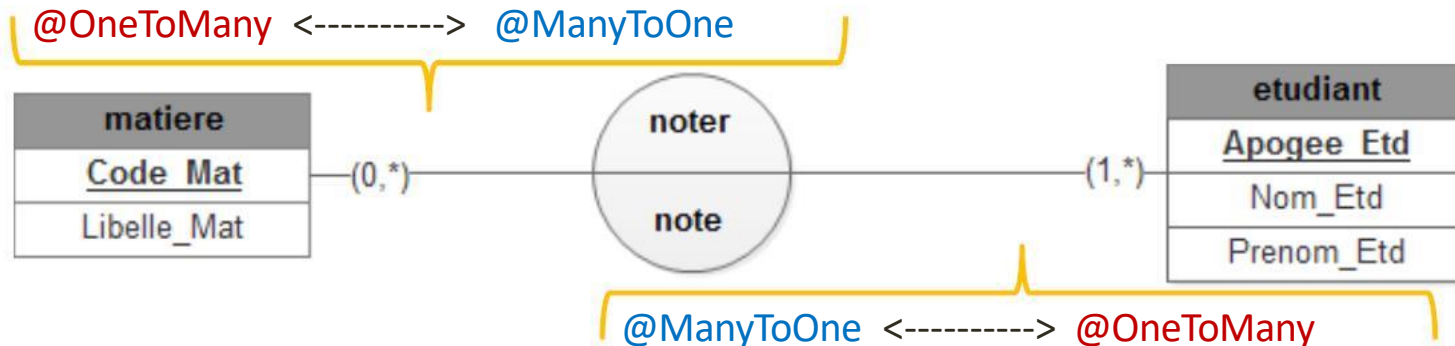 @OneToMany <----------> @ManyToOne
matiere
Code_Mat
Libelle_Mat
(0,*)
noter
note
(1,*)
etudiant
Apogee_Etd
Nom_Etd
Prenom_Etd
@ManyToOne <----------> @OneToMany